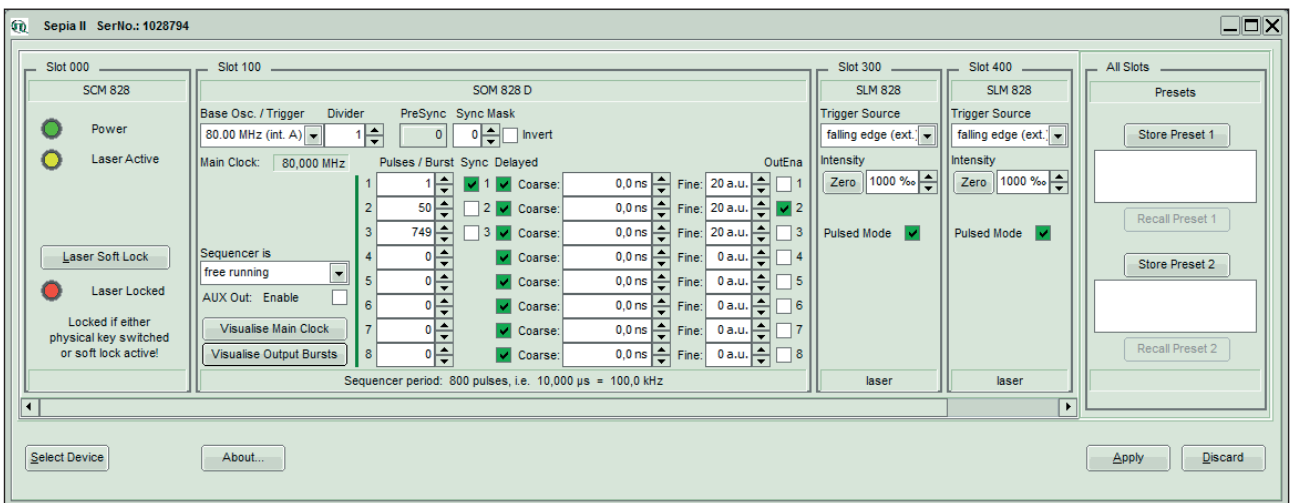 Sepia II SerNo.: 1028794
Slot 000
SCM 828
Power
Laser Active
Laser Soft Lock
Laser Locked
Locked if either
physical key switched
or soft lock active!
Slot 100
SOM 828 D
Base Osc. / Trigger Divider PreSync Sync Mask
80.00 MHz (int. A) 1 0 0 Invert
Main Clock: 80,000 MHz Pulses / Burst Sync Delayed OutEna
1 1 1 Coarse: 0,0 ns Fine: 20 a.u. 1
2 50 2 Coarse: 0,0 ns Fine: 20 a.u. 2
3 749 3 Coarse: 0,0 ns Fine: 20 a.u. 3
4 0 Coarse: 0,0 ns Fine: 0 a.u. 4
5 0 Coarse: 0,0 ns Fine: 0 a.u. 5
6 0 Coarse: 0,0 ns Fine: 0 a.u. 6
7 0 Coarse: 0,0 ns Fine: 0 a.u. 7
8 0 Coarse: 0,0 ns Fine: 0 a.u. 8
Sequencer is
free running
AUX Out: Enable
Visualise Main Clock
Visualise Output Bursts
Sequencer period: 800 pulses, i.e. 10,000 µs = 100,0 kHz
Slot 300
SLM 828
Trigger Source
falling edge (ext.)
Intensity
Zero 1000 ‰
Pulsed Mode
laser
Slot 400
SLM 828
Trigger Source
falling edge (ext.)
Intensity
Zero 1000 ‰
Pulsed Mode
laser
All Slots
Presets
Store Preset 1
Recall Preset 1
Store Preset 2
Recall Preset 2
Select Device
About...
Apply
Discard